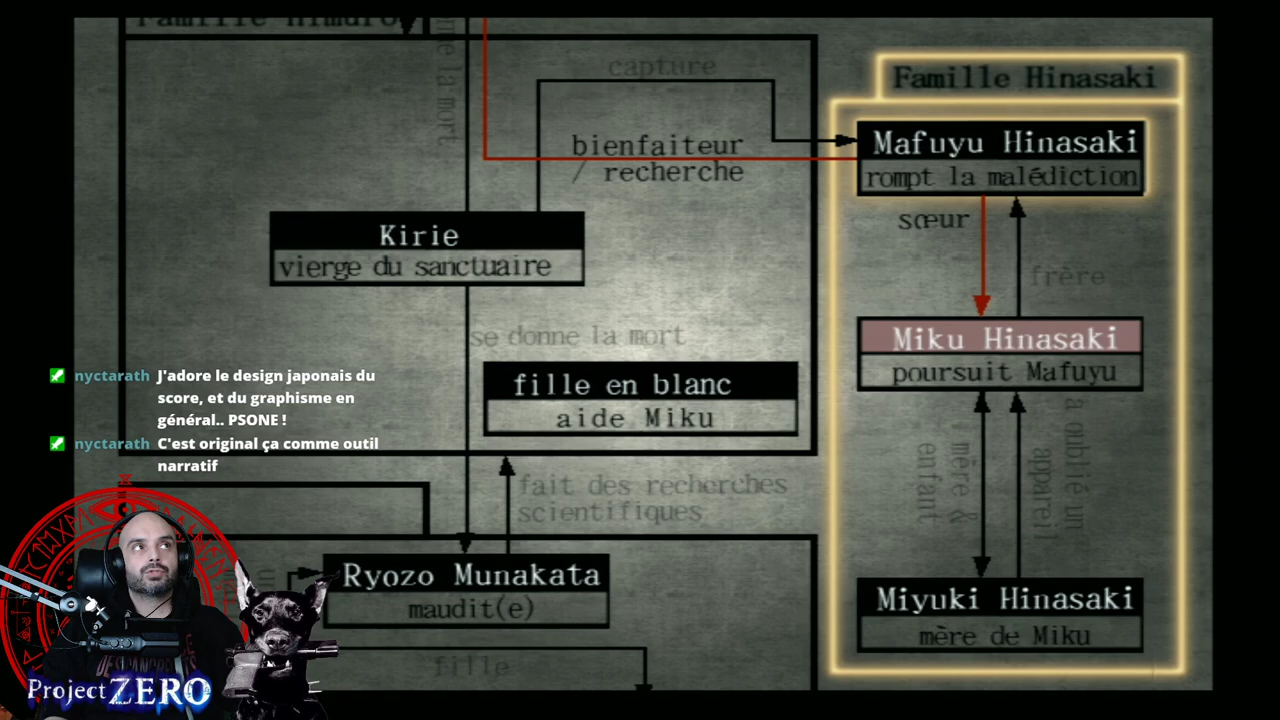 Famille Himuro
capture
Famille Hinasaki
bienfaiteur
/ recherche
Mafuyu Hinasaki
rompt la malédiction
sœur
frère
Kirie
vierge du sanctuaire
se donne la mort
Miku Hinasaki
poursuit Mafuyu
fille en blanc
aide Miku
nyctarath J'adore le design japonais du
score, et du graphisme en
général.. PSONE !
nyctarath C'est original ça comme outil
narratif
mère &
enfant
a oublié un
appareil
fait des recherches
scientifiques
Ryozo Munakata
maudit(e)
Miyuki Hinasaki
mère de Miku
fille
Project ZERO